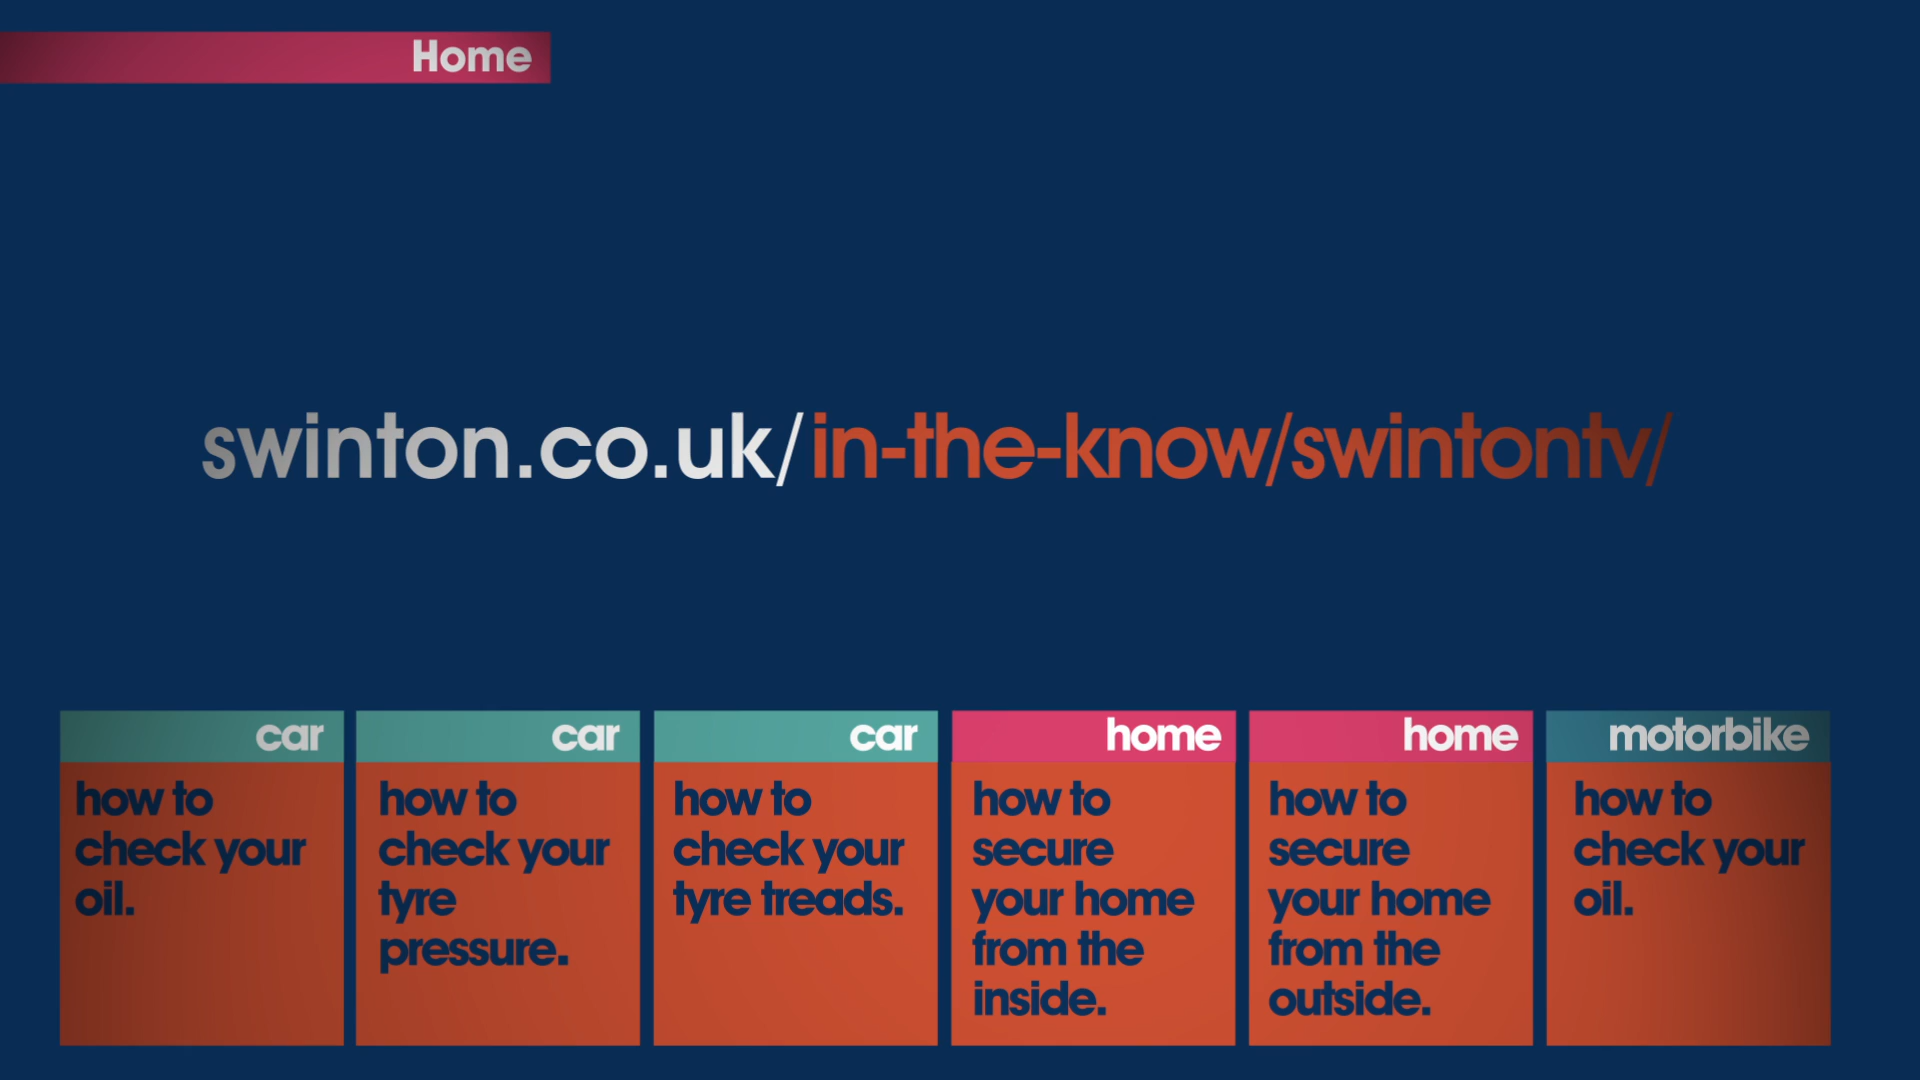 Home
swinton.co.uk/in-the-know/swintontv/
car
how to
check your
oil.
car
how to
check your
tyre
pressure.
car
how to
check your
tyre treads.
home
how to
secure
your home
from the
inside.
home
how to
secure
your home
from the
outside.
motorbike
how to
check your
oil.